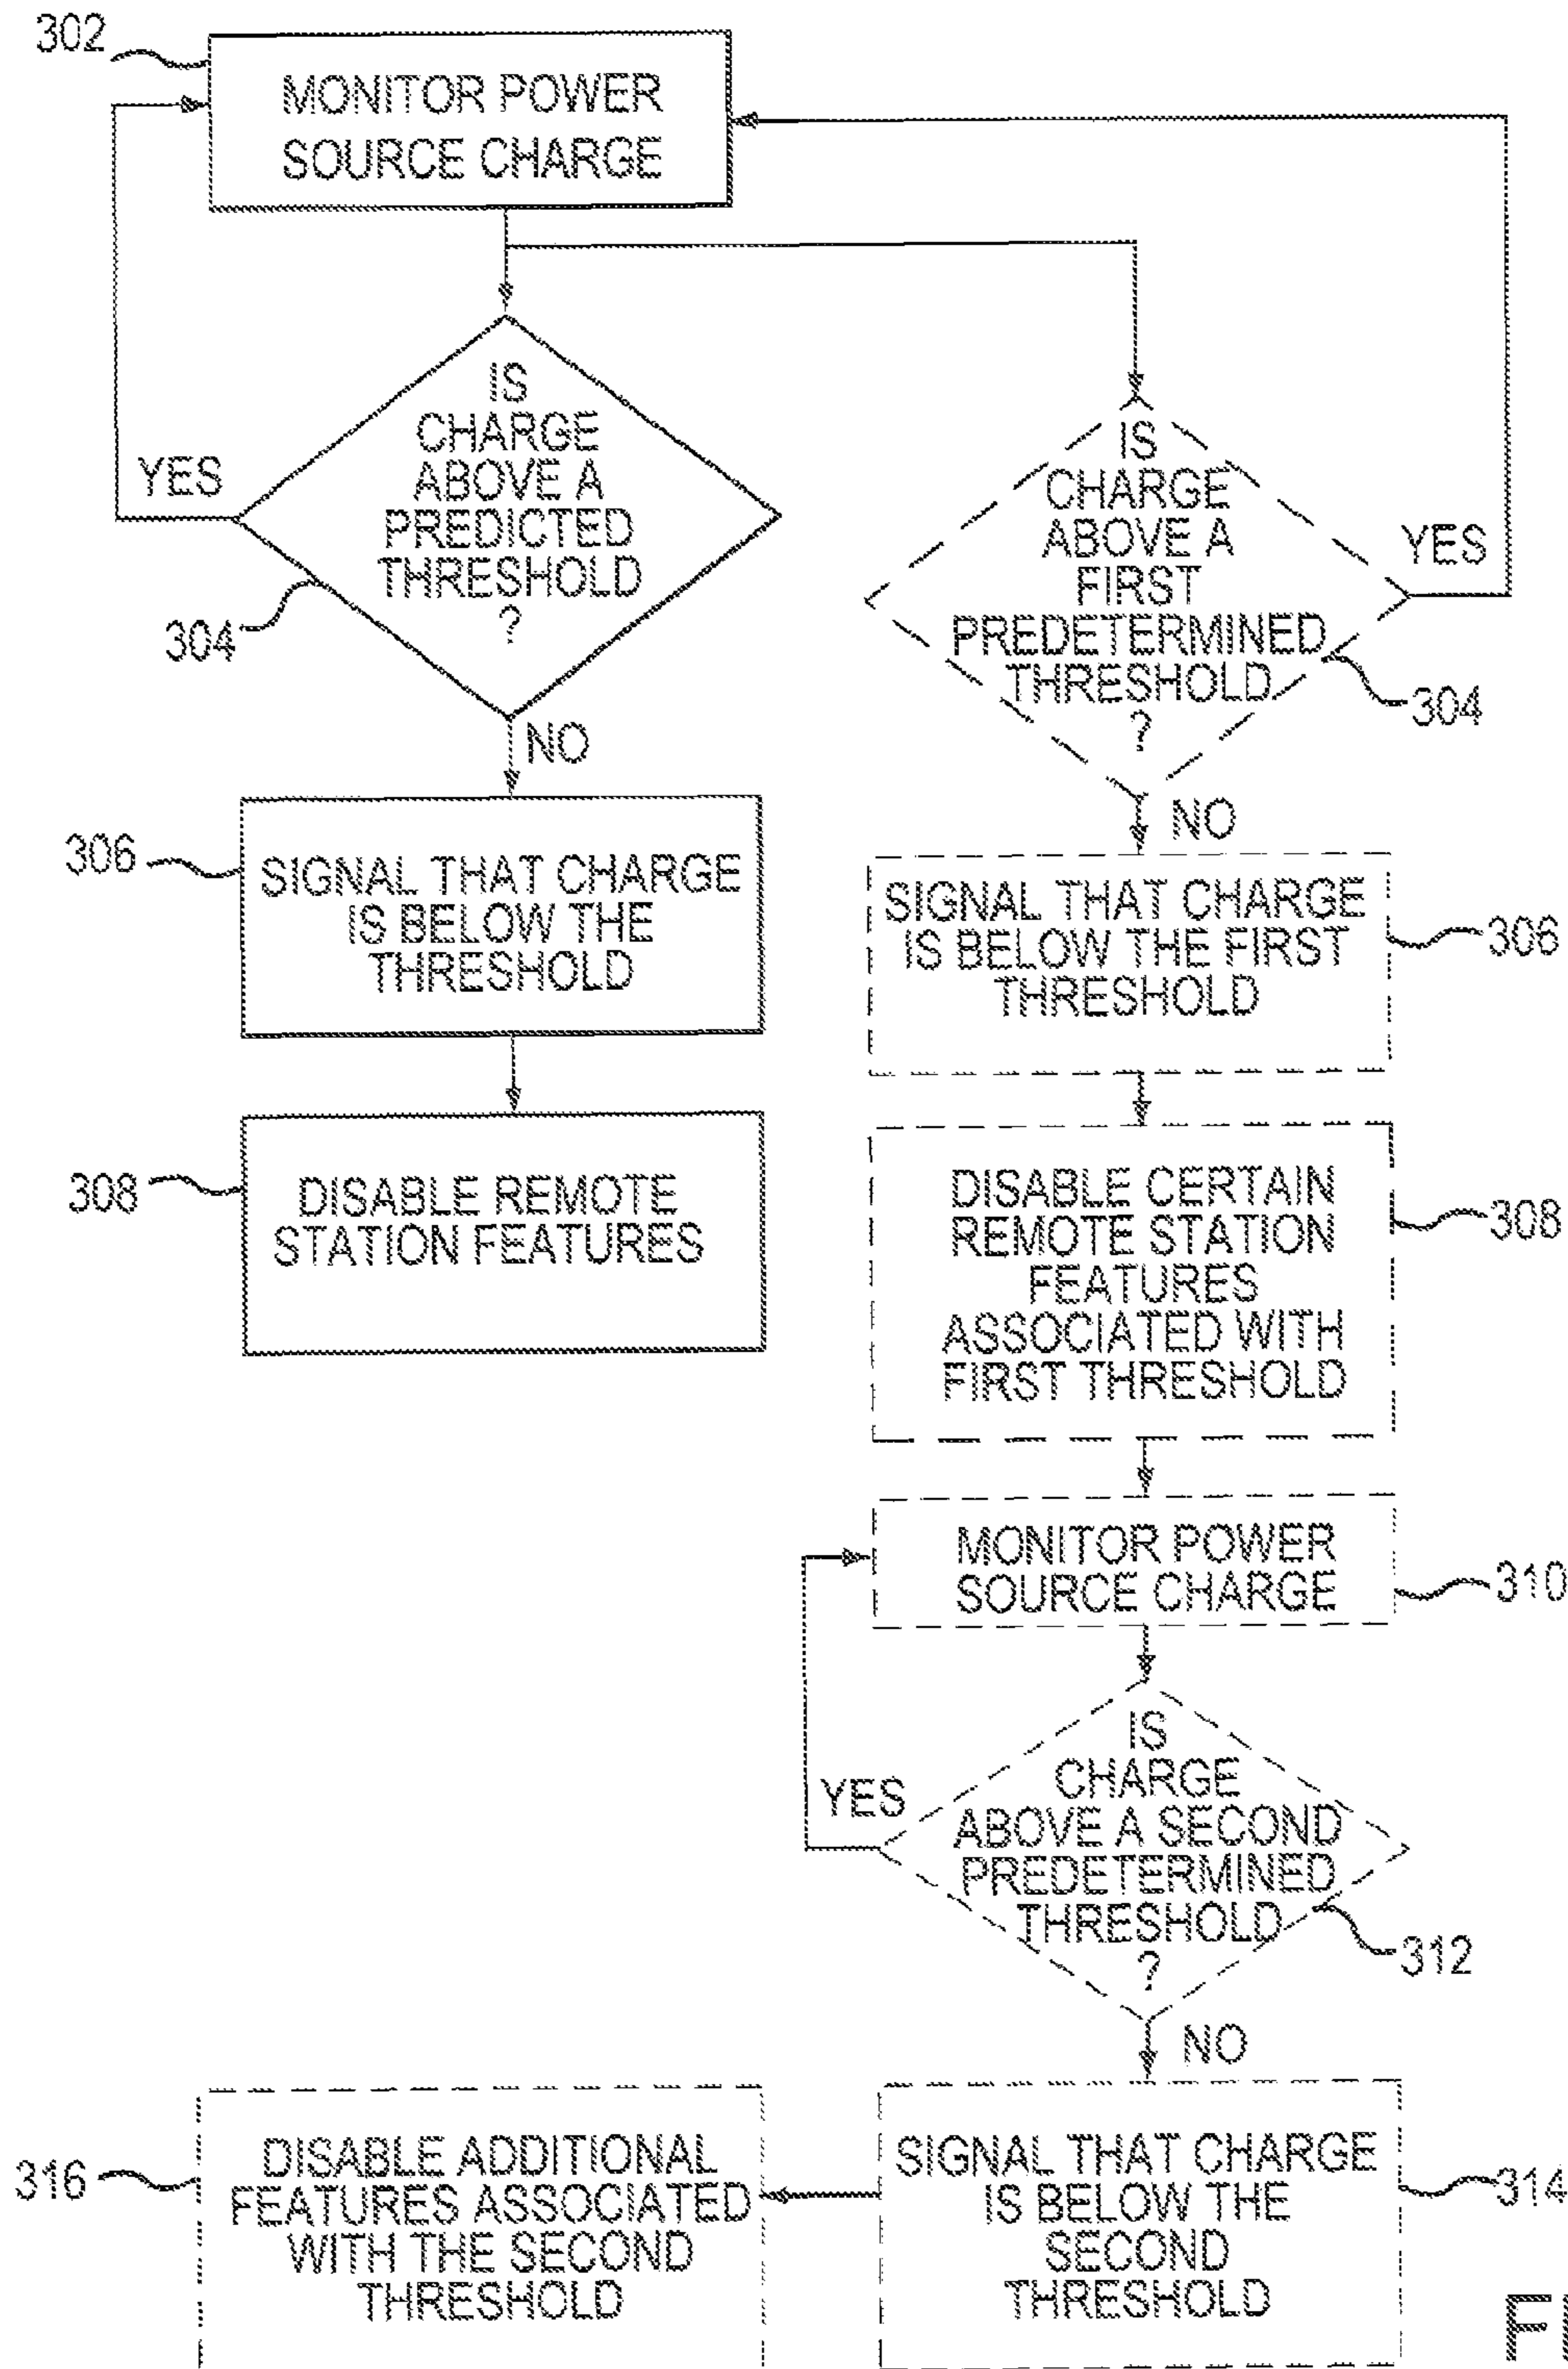 302
MONITOR POWER
SOURCE CHARGE
IS
CHARGE
ABOVE A
PREDICTED
THRESHOLD
?
YES
304
NO
306
SIGNAL THAT CHARGE
IS BELOW THE
THRESHOLD
308
DISABLE REMOTE
STATION FEATURES
IS
CHARGE
ABOVE A
FIRST
PREDETERMINED
THRESHOLD
?
YES
304
NO
SIGNAL THAT CHARGE
IS BELOW THE FIRST
THRESHOLD
306
DISABLE CERTAIN
REMOTE STATION
FEATURES
ASSOCIATED WITH
FIRST THRESHOLD
308
MONITOR POWER
SOURCE CHARGE
310
IS
CHARGE
ABOVE A SECOND
PREDETERMINED
THRESHOLD
?
YES
312
NO
SIGNAL THAT CHARGE
IS BELOW THE
SECOND
THRESHOLD
314
316
DISABLE ADDITIONAL
FEATURES ASSOCIATED
WITH THE SECOND
THRESHOLD